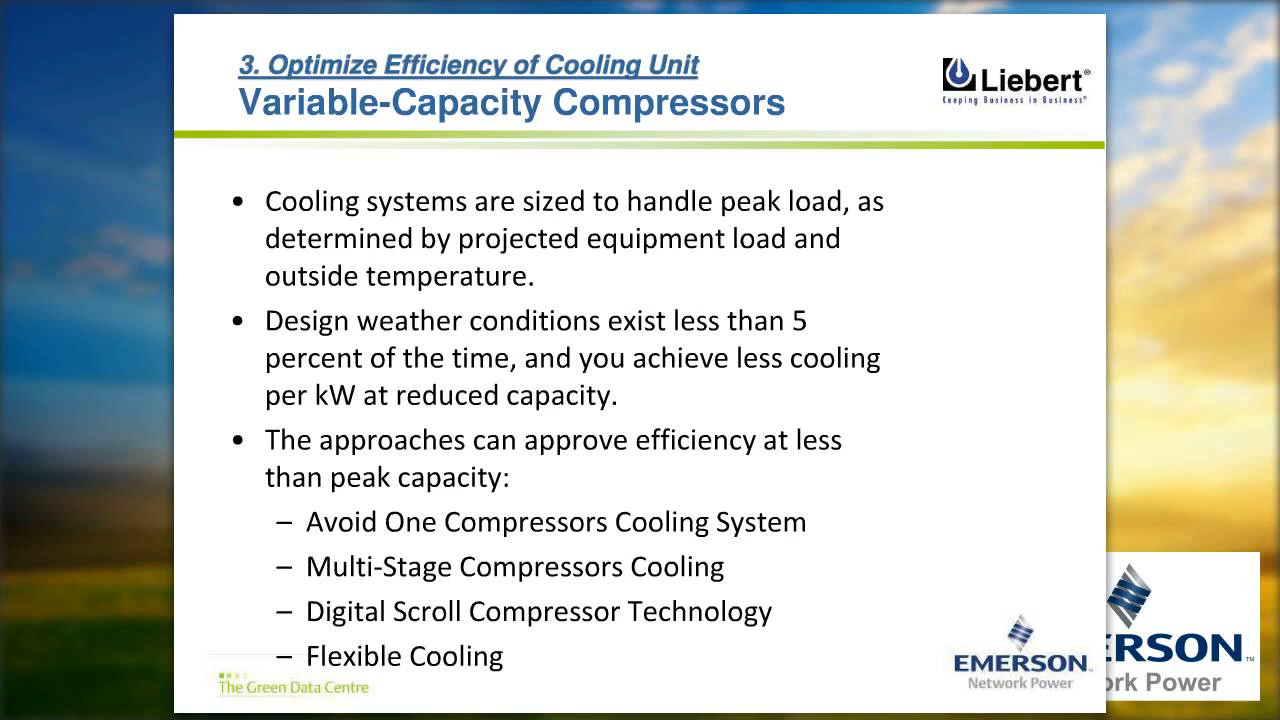 3. Optimize Efficiency of Cooling Unit
Variable-Capacity Compressors
Liebert®
Keeping Business in Business®
• Cooling systems are sized to handle peak load, as
determined by projected equipment load and
outside temperature.
• Design weather conditions exist less than 5
percent of the time, and you achieve less cooling
per kW at reduced capacity.
• The approaches can approve efficiency at less
than peak capacity:
– Avoid One Compressors Cooling System
– Multi-Stage Compressors Cooling
– Digital Scroll Compressor Technology
– Flexible Cooling
The Green Data Centre
EMERSON™
Network Power
ERSON™
ork Power